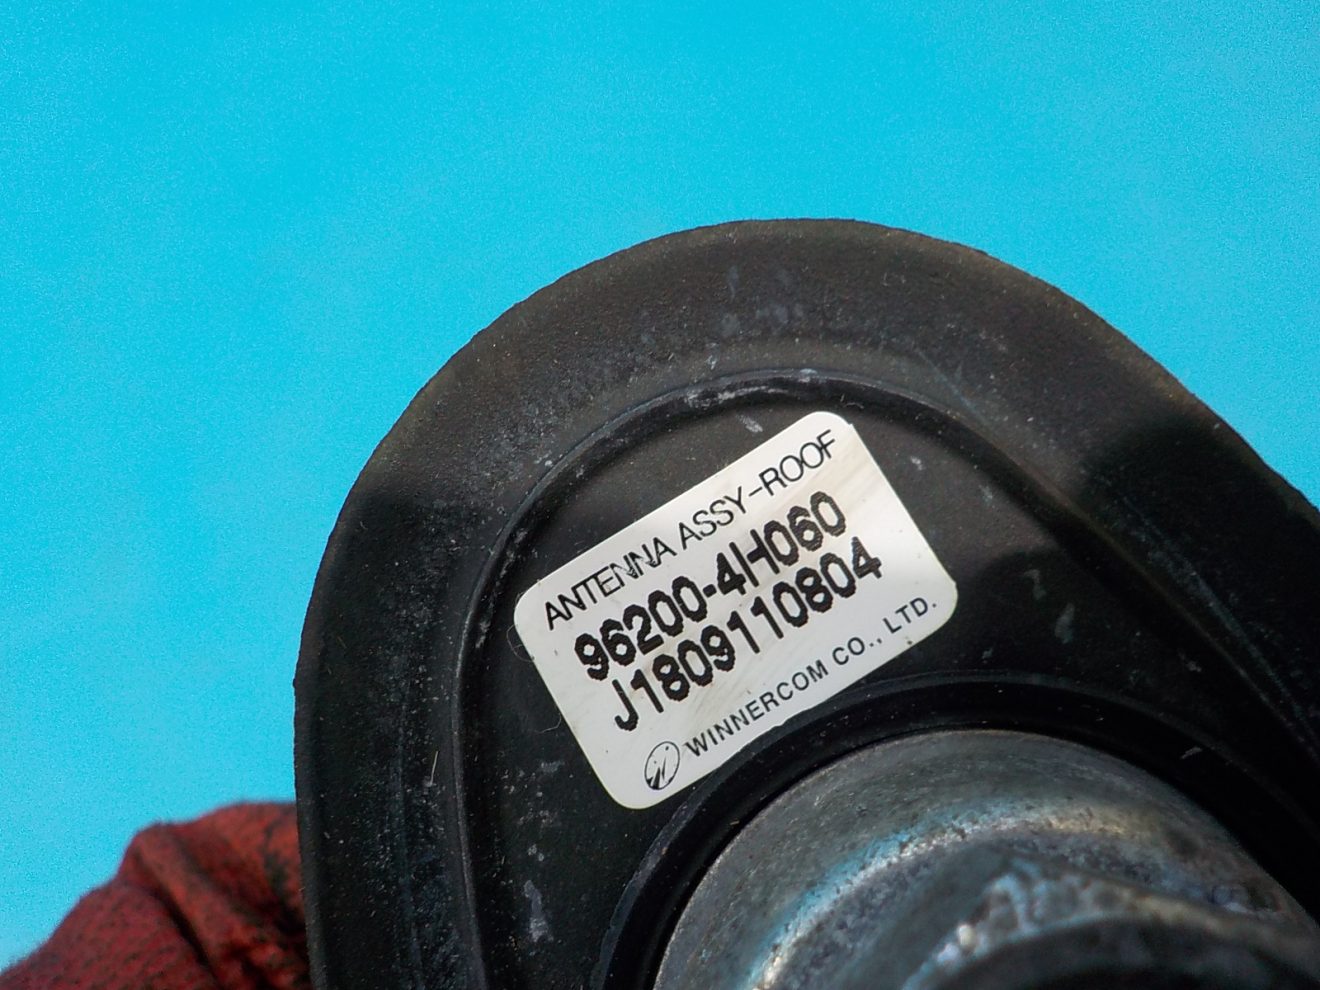 ANTENNA ASSY-ROOF
96200-4H060
J1809110804
WINNERCOM CO., LTD.